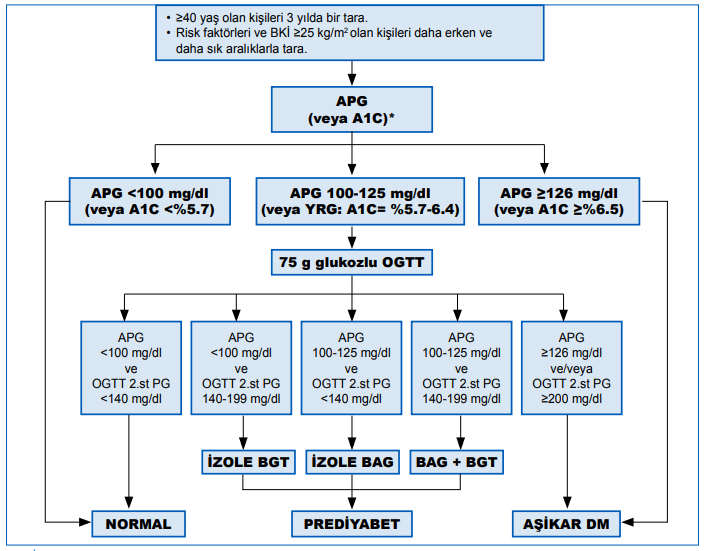 • ≥40 yaş olan kişileri 3 yılda bir tara.
• Risk faktörleri ve BKİ ≥25 kg/m² olan kişileri daha erken ve
daha sık aralıklarla tara.
APG
(veya A1C)*
APG <100 mg/dl
(veya A1C <%5.7)
APG 100-125 mg/dl
(veya YRG: A1C= %5.7-6.4)
APG ≥126 mg/dl
(veya A1C ≥%6.5)
75 g glukozlu OGTT
APG
<100 mg/dl
ve
OGTT 2.st PG
<140 mg/dl
APG
<100 mg/dl
ve
OGTT 2.st PG
140-199 mg/dl
APG
100-125 mg/dl
ve
OGTT 2.st PG
<140 mg/dl
APG
100-125 mg/dl
ve
OGTT 2.st PG
140-199 mg/dl
APG
≥126 mg/dl
ve/veya
OGTT 2.st PG
≥200 mg/dl
İZOLE BGT
İZOLE BAG
BAG + BGT
NORMAL
PREDİYABET
AŞİKAR DM